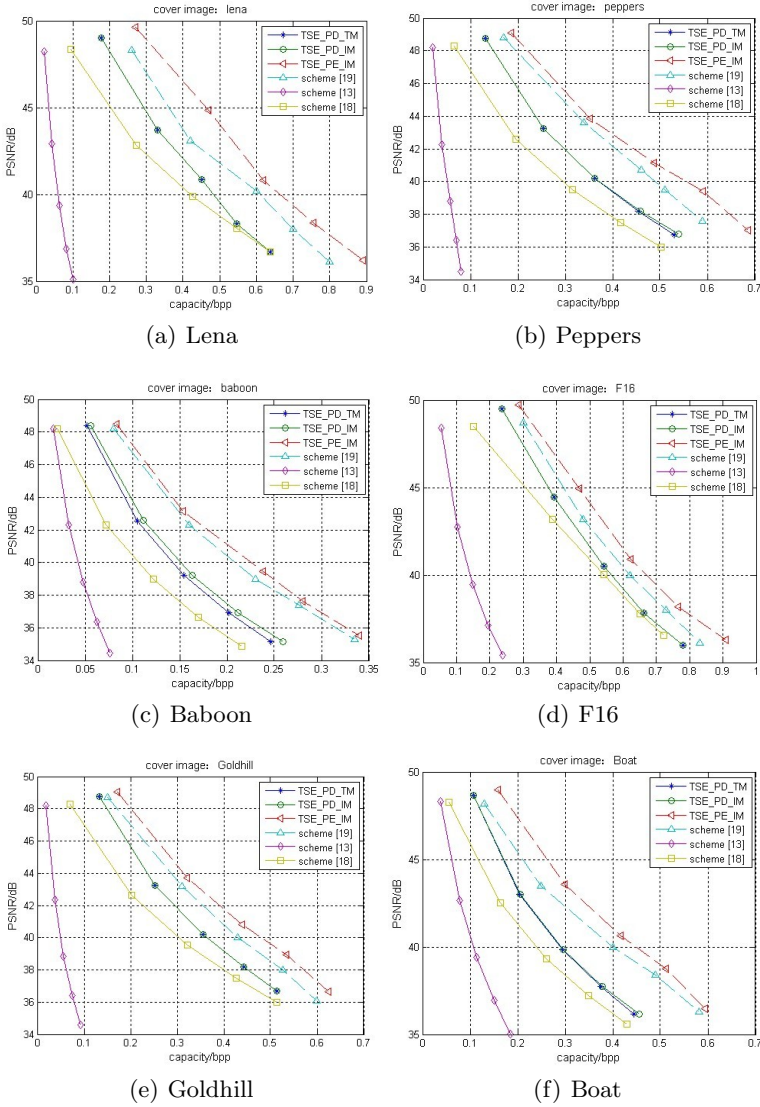 cover image: lena
PSNR/dB
50
45
40
35
0 0.1 0.2 0.3 0.4 0.5 0.6 0.7 0.8 0.9
capacity/bpp
TSE_PD_TM
TSE_PD_IM
TSE_PE_IM
scheme [19]
scheme [13]
scheme [18]
(a) Lena
cover image: peppers
PSNR/dB
50
48
46
44
42
40
38
36
34
0 0.1 0.2 0.3 0.4 0.5 0.6 0.7
capacity/bpp
TSE_PD_TM
TSE_PD_IM
TSE_PE_IM
scheme [19]
scheme [13]
scheme [18]
(b) Peppers
cover image: baboon
PSNR/dB
50
48
46
44
42
40
38
36
34
0 0.05 0.1 0.15 0.2 0.25 0.3 0.35
capacity/bpp
TSE_PD_TM
TSE_PD_IM
TSE_PE_IM
scheme [19]
scheme [13]
scheme [18]
(c) Baboon
cover image: F16
PSNR/dB
50
45
40
35
0 0.1 0.2 0.3 0.4 0.5 0.6 0.7 0.8 0.9 1
capacity/bpp
TSE_PD_TM
TSE_PD_IM
TSE_PE_IM
scheme [19]
scheme [13]
scheme [18]
(d) F16
cover image: Goldhill
PSNR/dB
50
48
46
44
42
40
38
36
34
0 0.1 0.2 0.3 0.4 0.5 0.6 0.7
capacity/bpp
TSE_PD_TM
TSE_PD_IM
TSE_PE_IM
scheme [19]
scheme [13]
scheme [18]
(e) Goldhill
cover image: Boat
PSNR/dB
50
45
40
35
0 0.1 0.2 0.3 0.4 0.5 0.6 0.7
capacity/bpp
TSE_PD_TM
TSE_PD_IM
TSE_PE_IM
scheme [19]
scheme [13]
scheme [18]
(f) Boat